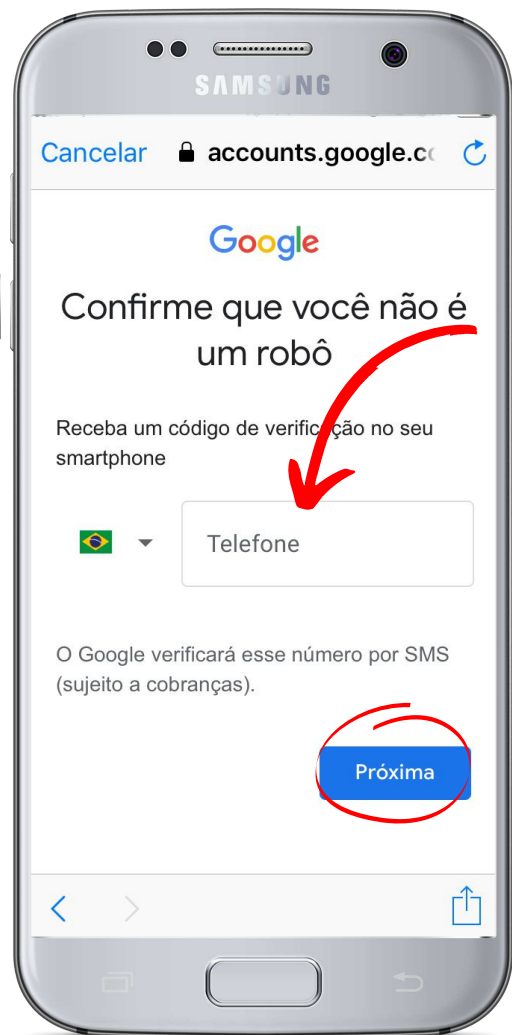 SAMSUNG
Cancelar accounts.google.c
Google
Confirme que você não é
um robô
Receba um código de verificação no seu
smartphone
Telefone
O Google verificará esse número por SMS
(sujeito a cobranças).
Próxima